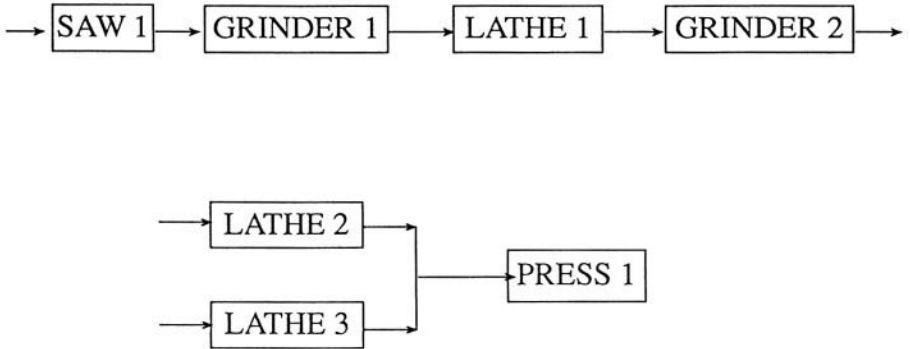 SAW 1 GRINDER 1 LATHE 1 GRINDER 2
LATHE 2
PRESS 1
LATHE 3